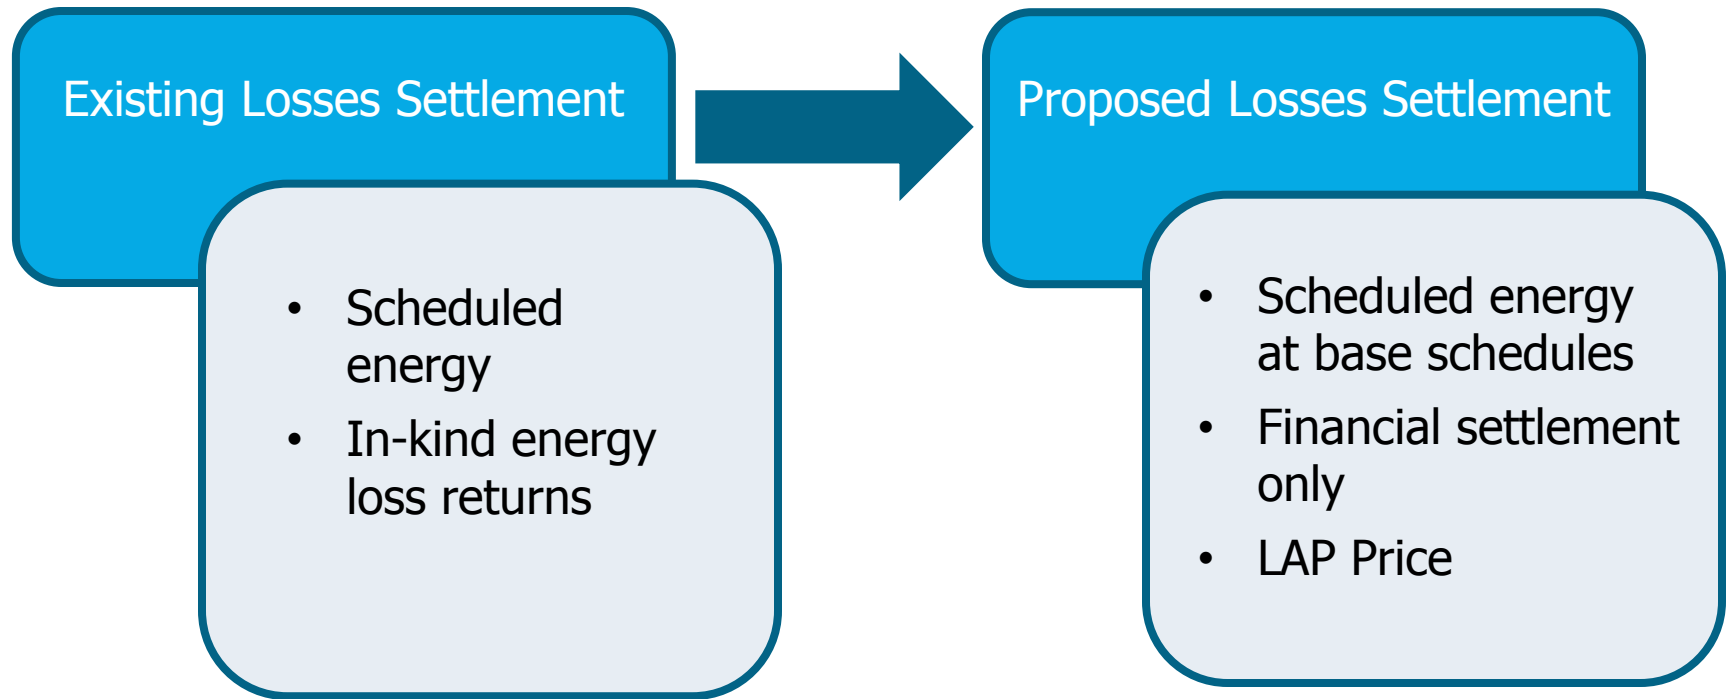 Existing Losses Settlement
• Scheduled
energy
• In-kind energy
loss returns
Proposed Losses Settlement
• Scheduled energy
at base schedules
• Financial settlement
only
• LAP Price